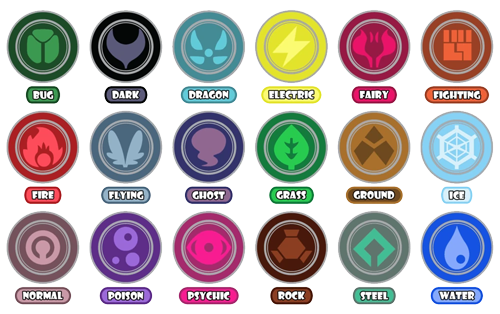 BUG DARK DRAGON ELECTRIC FAIRY FIGHTING
FIRE FLYING GHOST GRASS GROUND ICE
NORMAL POISON PSYCHIC ROCK STEEL WATER